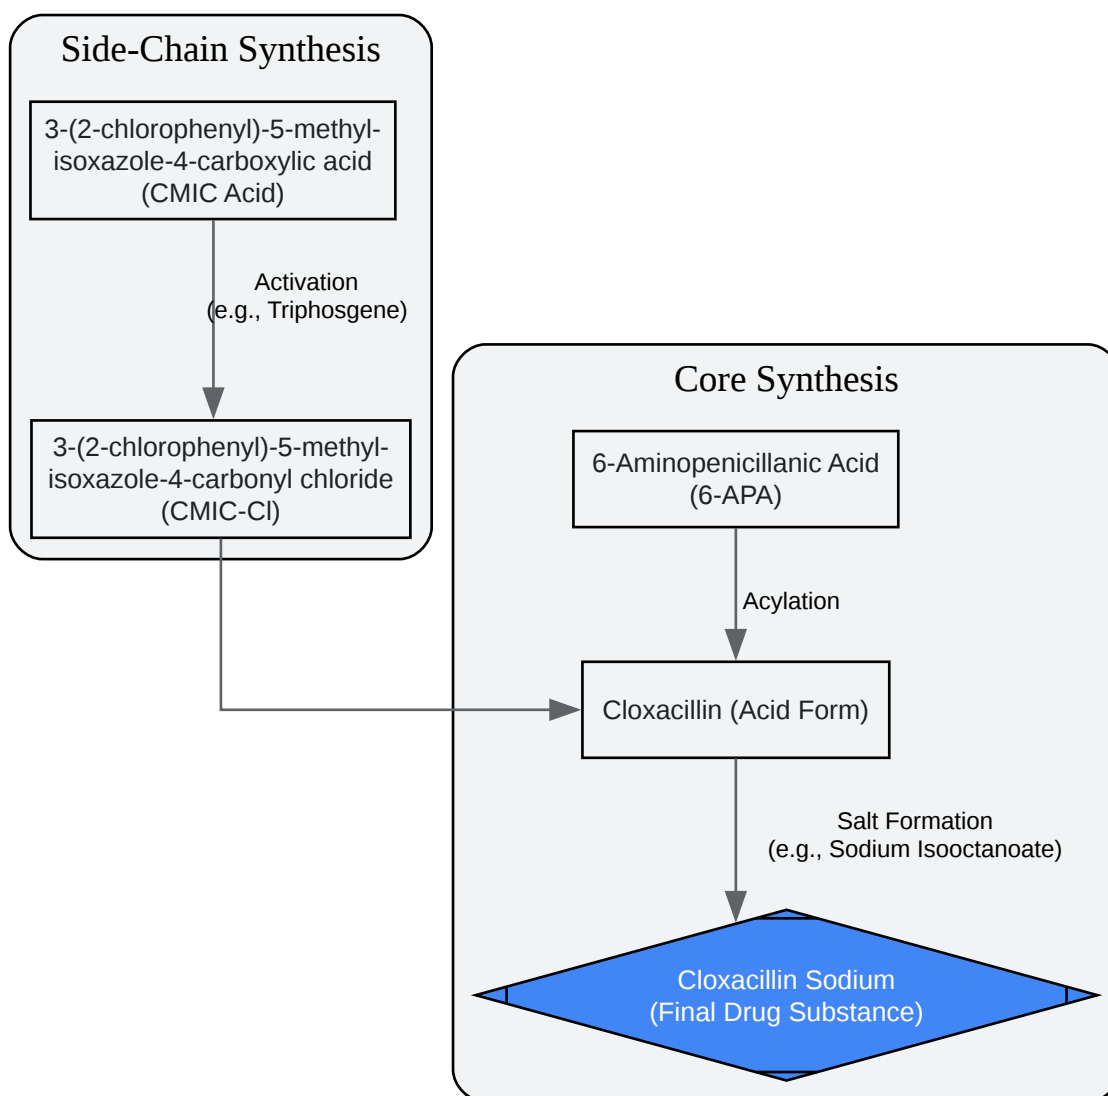 Side-Chain Synthesis
3-(2-chlorophenyl)-5-methyl-
isoxazole-4-carboxylic acid
(CMIC Acid)
Activation
(e.g., Triphosgene)
3-(2-chlorophenyl)-5-methyl-
isoxazole-4-carbonyl chloride
(CMIC-Cl)
Core Synthesis
6-Aminopenicillanic Acid
(6-APA)
Acylation
Cloxacillin (Acid Form)
Salt Formation
(e.g., Sodium Isooctanoate)
Cloxacillin Sodium
(Final Drug Substance)